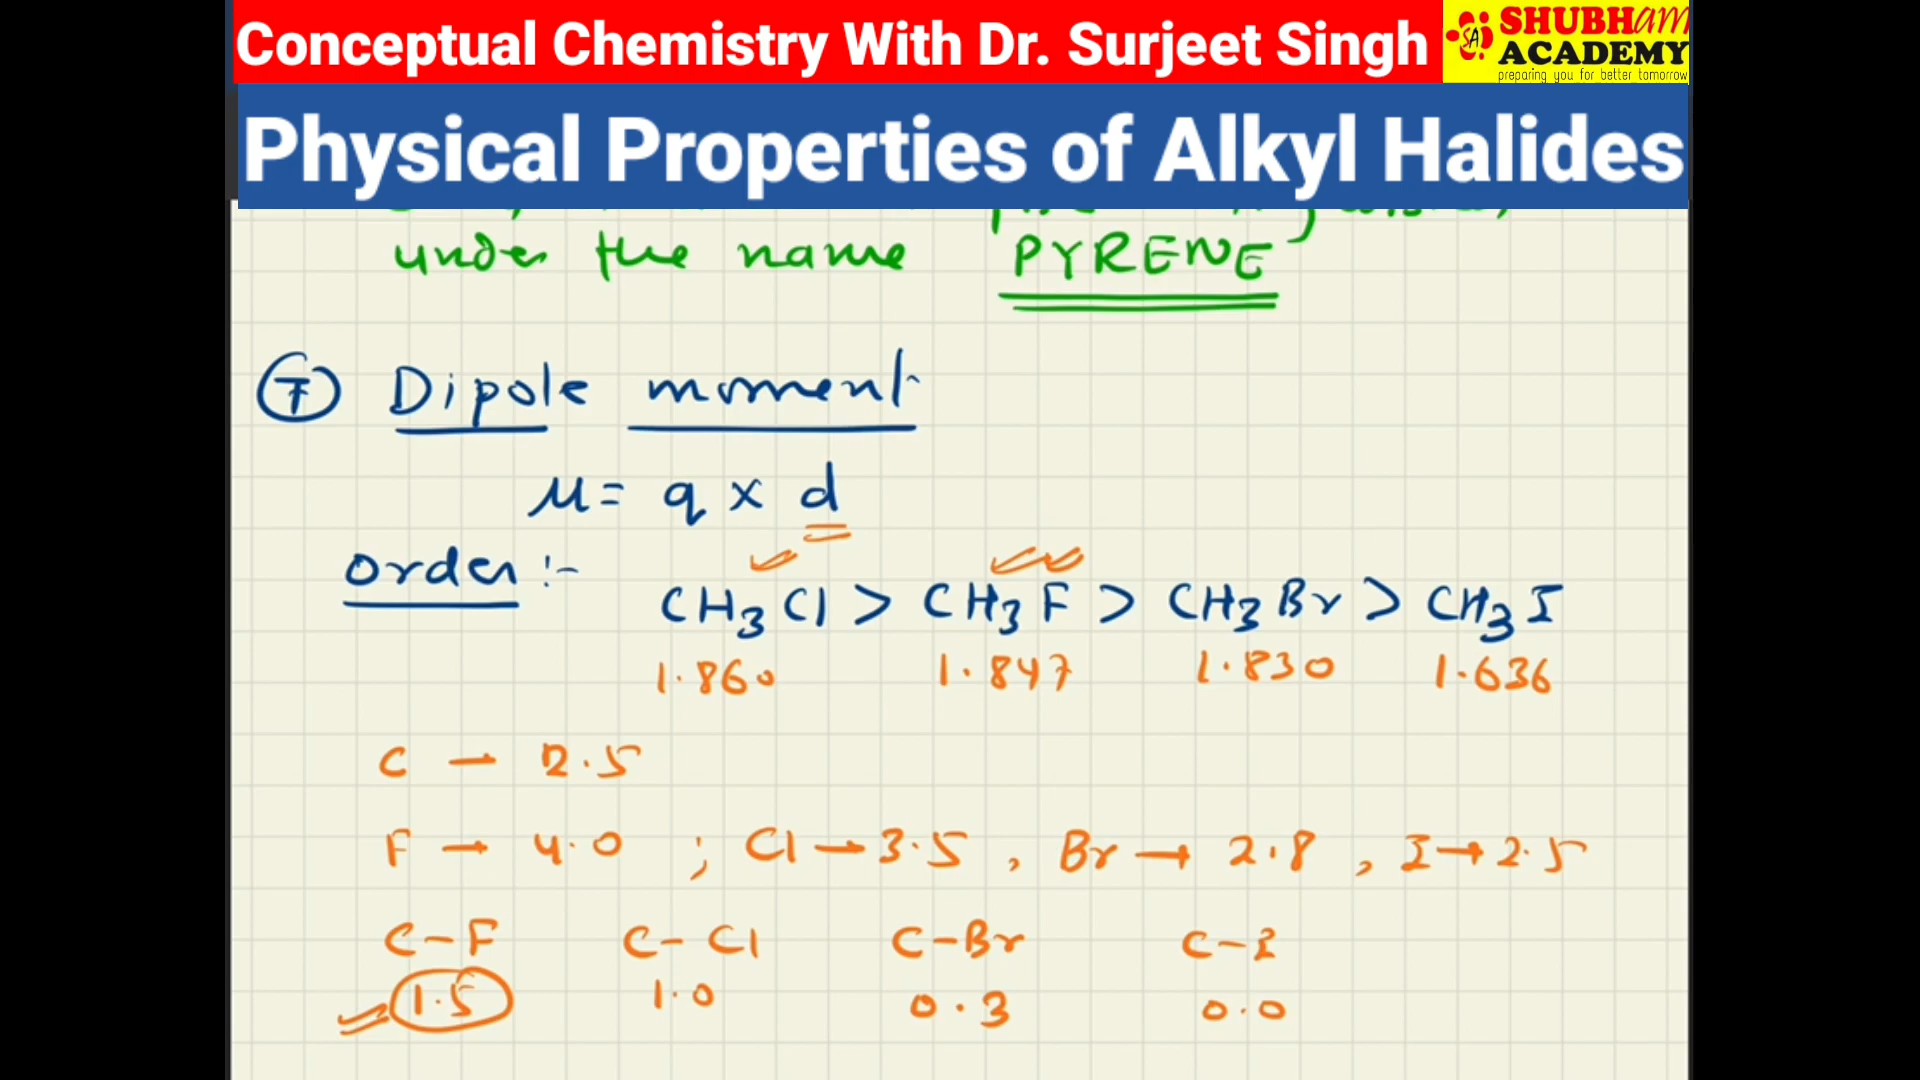 Conceptual Chemistry With Dr. Surjeet Singh
SHUBHam
SA
ACADEMY
preparing you for better tomorrow
Physical Properties of Alkyl Halides
under the name 'PYRENE'
7 Dipole moment
μ = q × d
order :-
CH3Cl > CH3F > CH3Br > CH3I
1.860 1.847 1.830 1.636
C → 2.5
F → 4.0 ; Cl → 3.5 , Br → 2.8 , I → 2.5
C-F C-Cl C-Br C-I
1.5 1.0 0.3 0.0